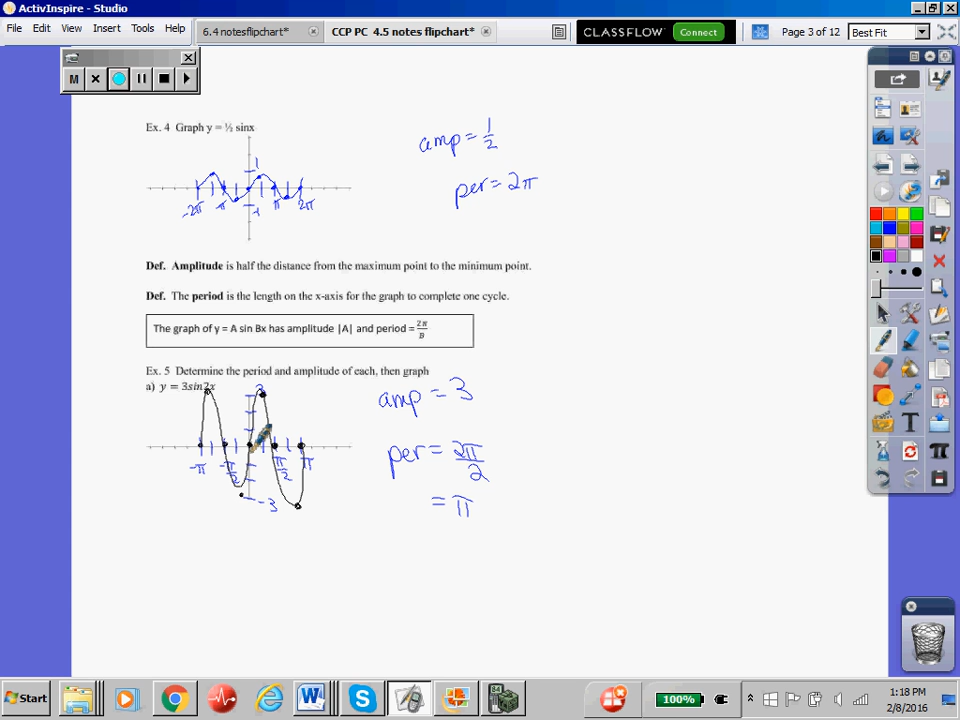 ActivInspire - Studio
File Edit View Insert Tools Help
6.4 notesflipchart*
CCP PC 4.5 notes flipchart*
CLASSFLOW Connect
Page 3 of 12
Best Fit
M
Ex. 4 Graph y = ½ sinx
amp = 1/2
per = 2π
1
-2π -π -1 π 2π
Def. Amplitude is half the distance from the maximum point to the minimum point.
Def. The period is the length on the x-axis for the graph to complete one cycle.
The graph of y = A sin Bx has amplitude |A| and period = 2π/B
Ex. 5 Determine the period and amplitude of each, then graph
a) y = 3sin2x
3
amp = 3
-π -π/2 π/2 π
per = 2π/2
-3
= π
Start
100%
1:18 PM
2/8/2016